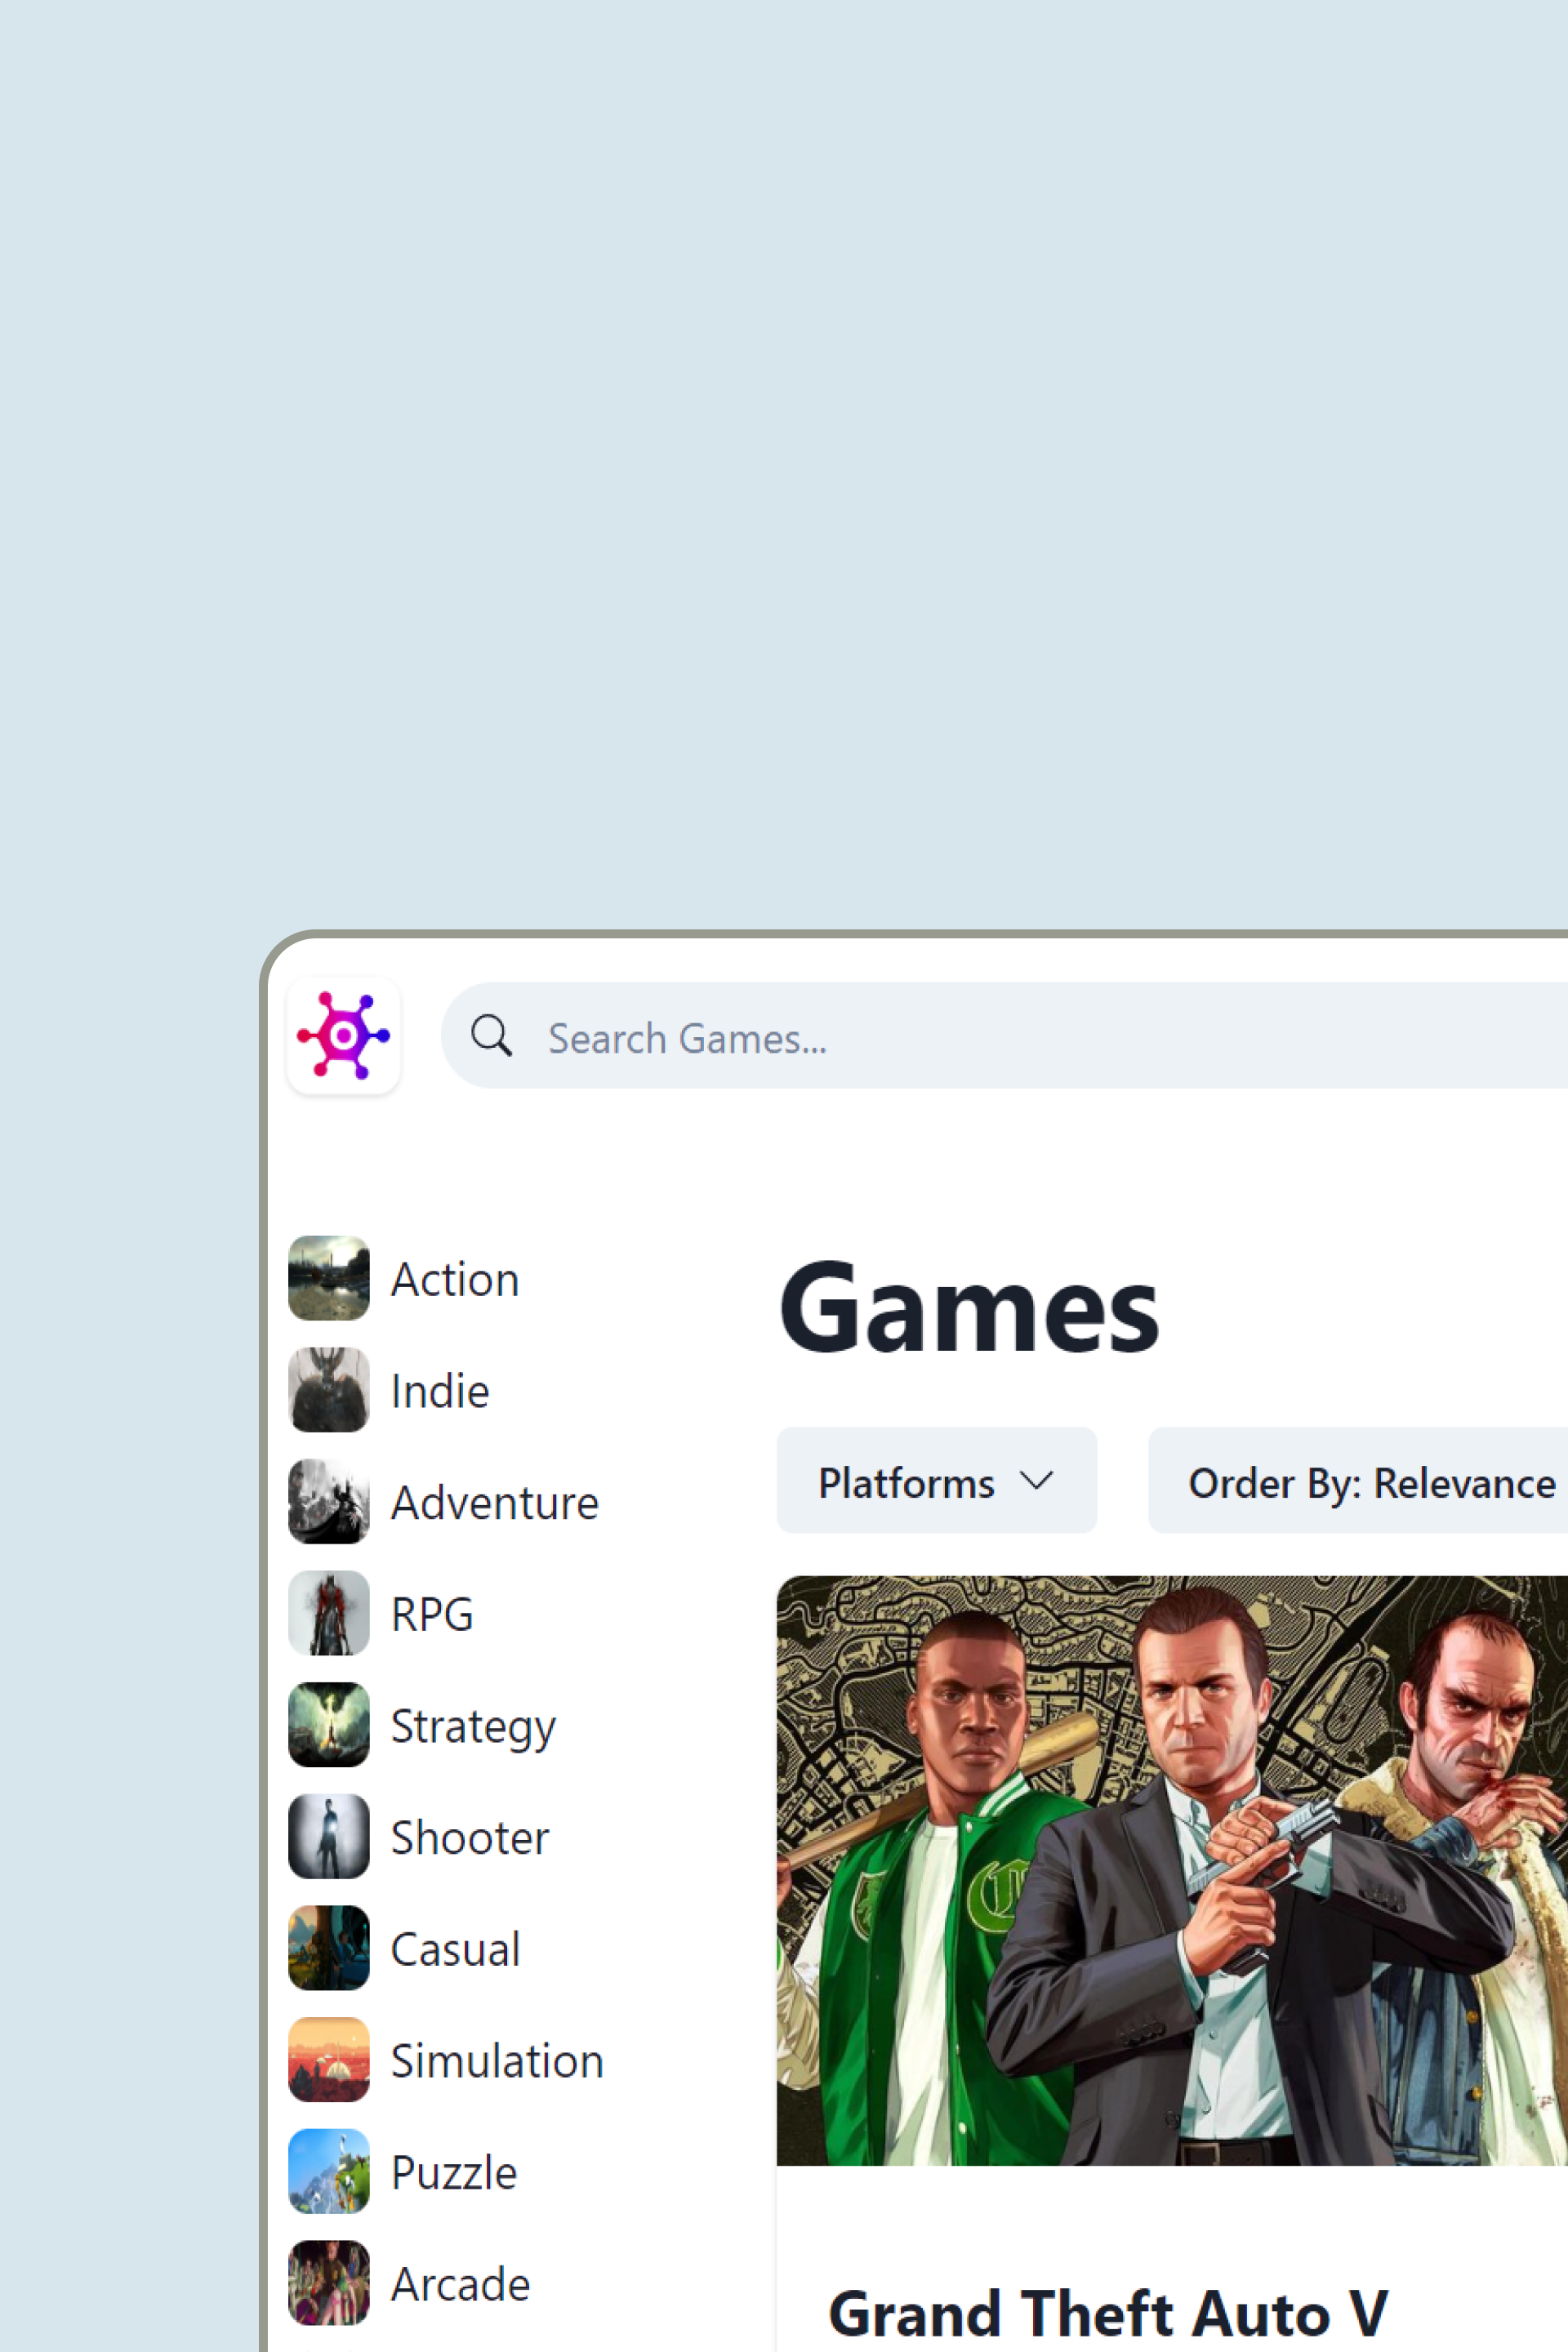 Search Games...
Action
Indie
Adventure
RPG
Strategy
Shooter
Casual
Simulation
Puzzle
Arcade
Games
Platforms
Order By: Relevance
Grand Theft Auto V